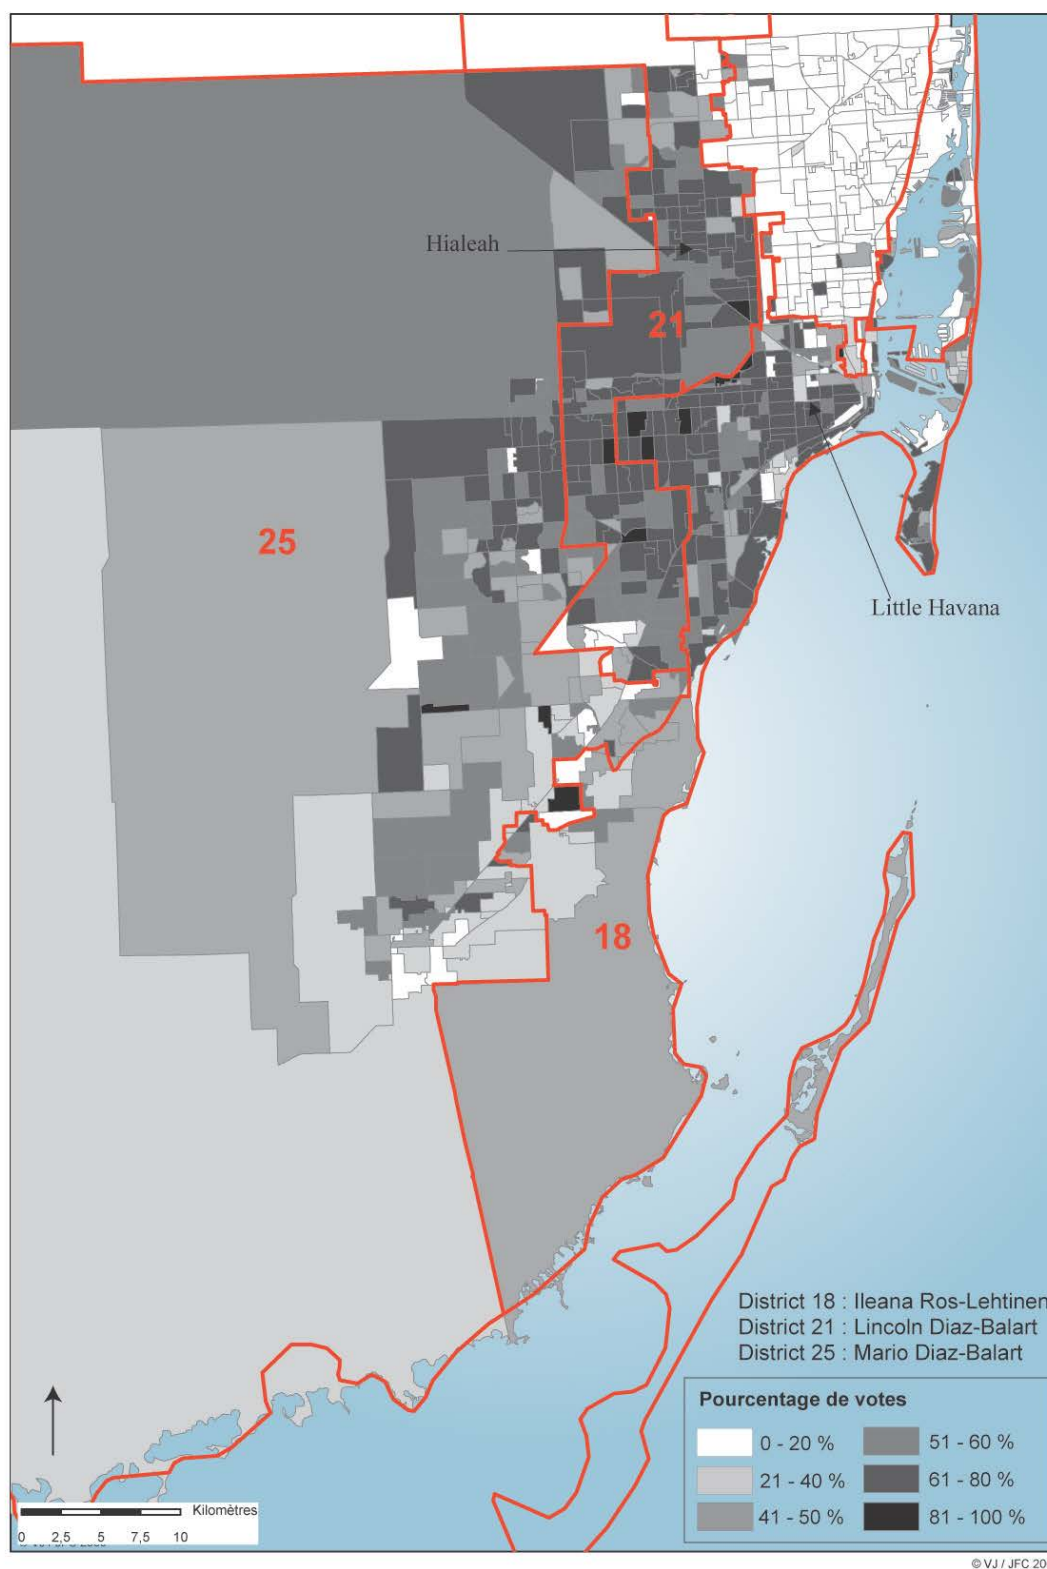 Hialeah
21
25
Little Havana
18
District 18 : Ileana Ros-Lehtinen
District 21 : Lincoln Diaz-Balart
District 25 : Mario Diaz-Balart
Pourcentage de votes
0 - 20 %
51 - 60 %
21 - 40 %
61 - 80 %
41 - 50 %
81 - 100 %
Kilomètres
0 2,5 5 7,5 10
© VJ / JFC 20